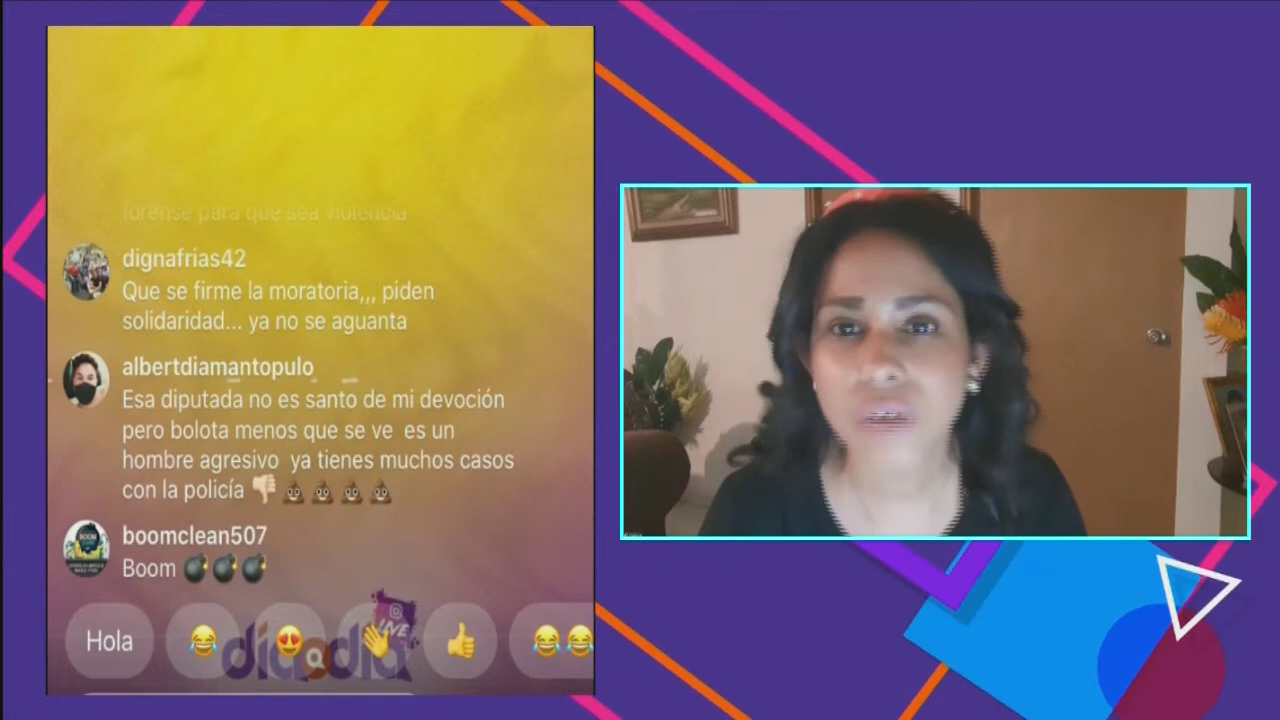 forense para que sea violencia
dignafrias42
Que se firme la moratoria,,, piden
solidaridad... ya no se aguanta
albertdiamantopulo
Esa diputada no es santo de mi devoción
pero bolota menos que se ve es un
hombre agresivo ya tienes muchos casos
con la policía 👎💩💩💩💩
boomclean507
Boom 💣💣💣
Hola 😂 😍 👋 👍 😂😂
LIVE
díaadía